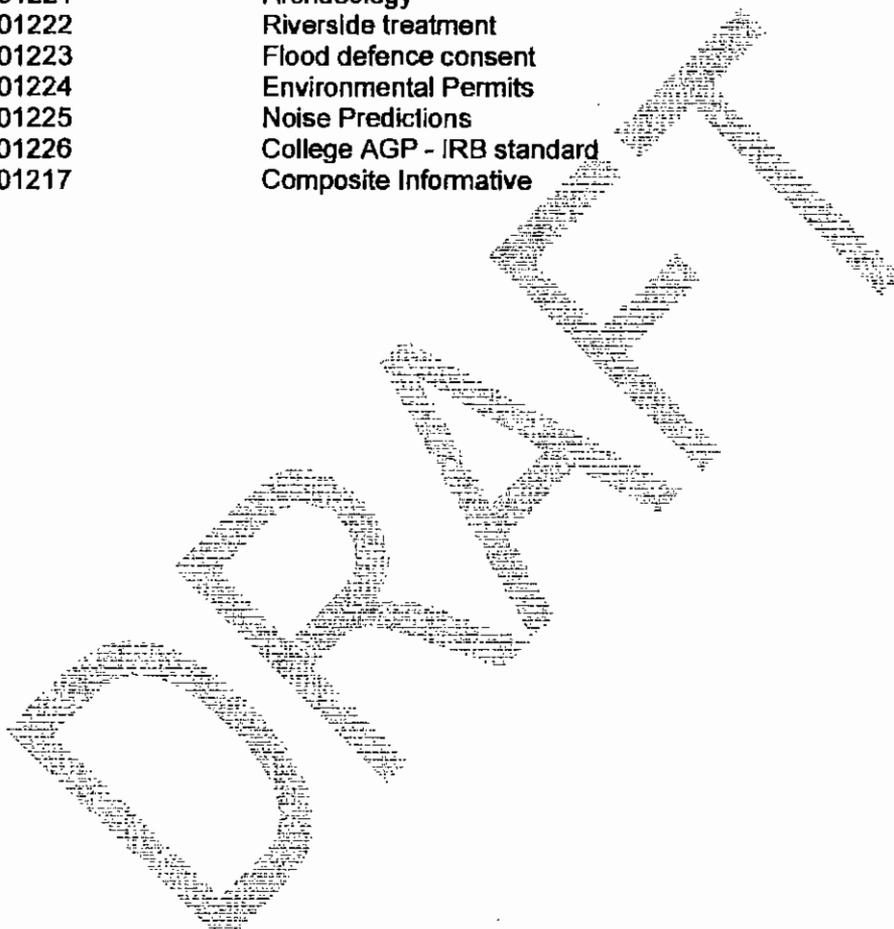 01222 Riverside treatment
01223 Flood defence consent
01224 Environmental Permits
01225 Noise Predictions
01226 College AGP - IRB standard
01217 Composite Informative
DRAFT